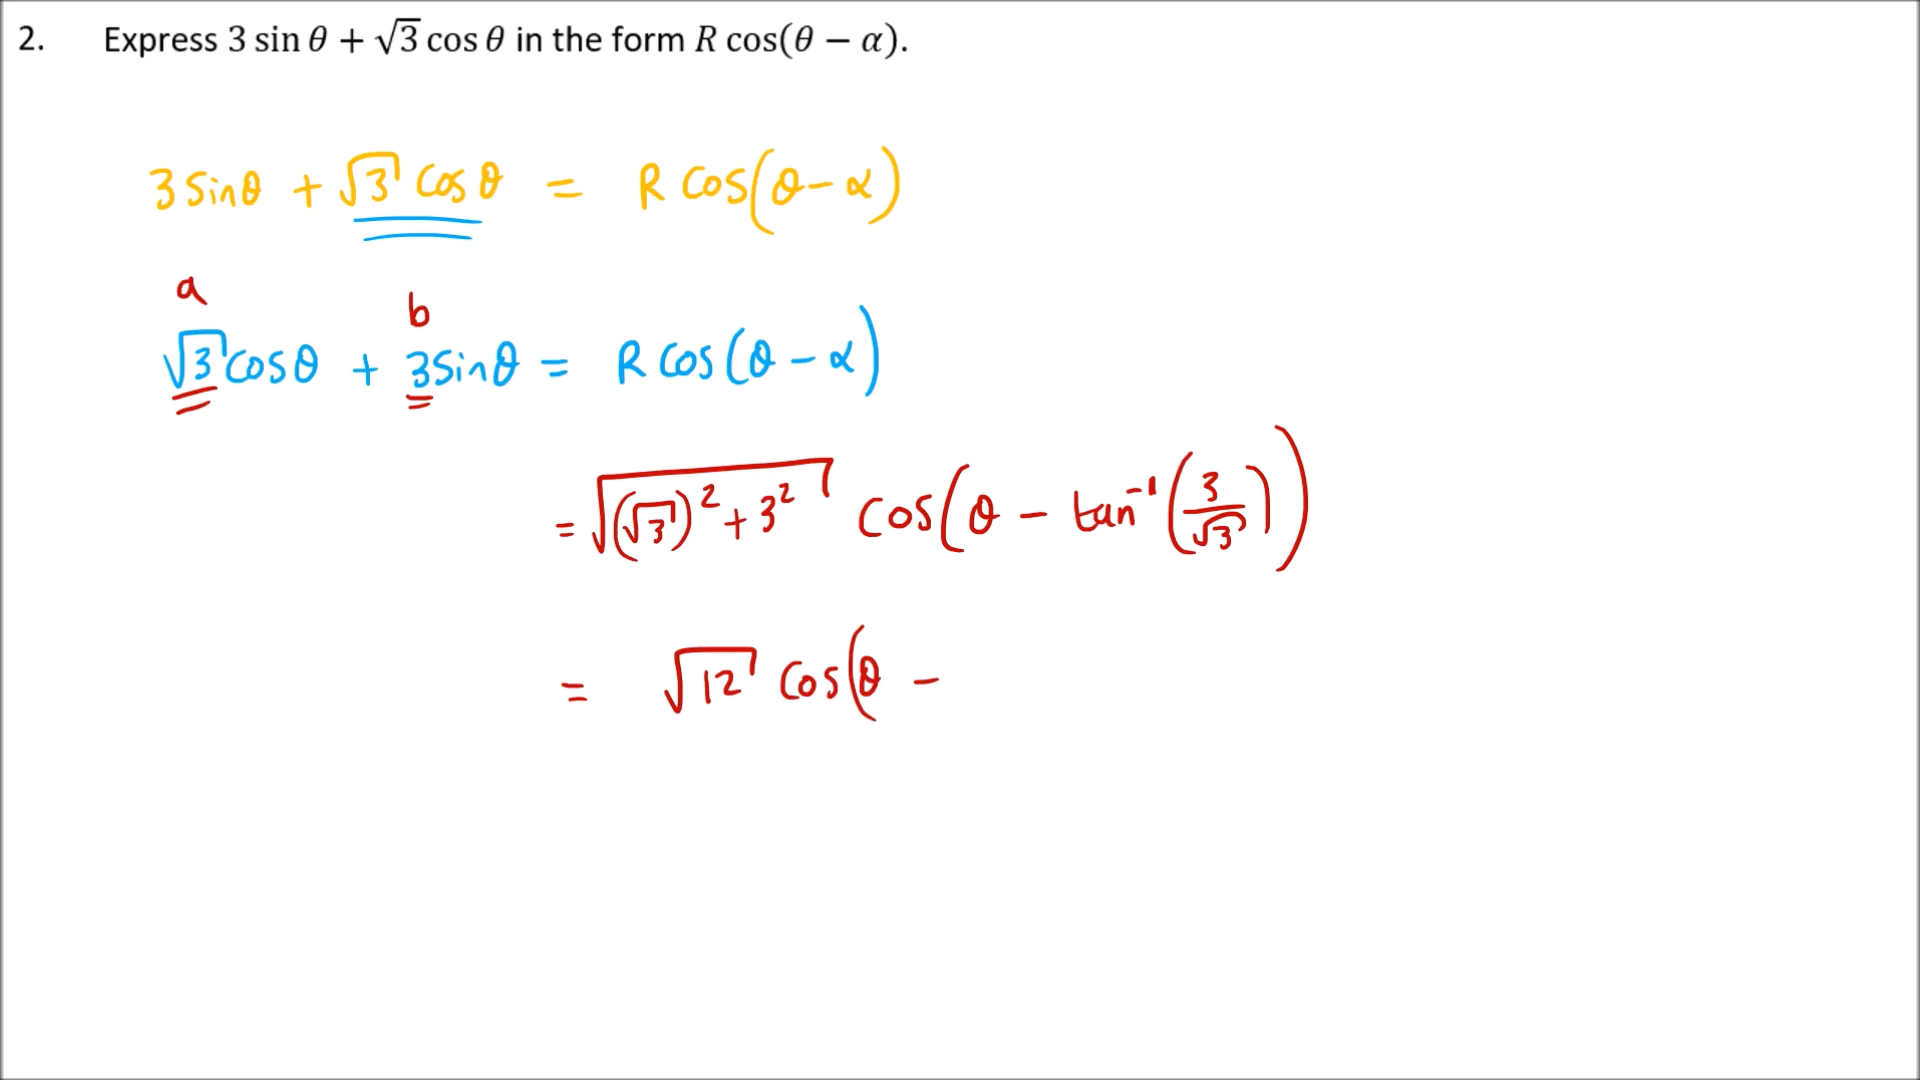 2. Express 3 sin θ + √3 cos θ in the form R cos(θ − α).
3 sinθ + √3 cos θ = R cos(θ − α)
a b
√3 cosθ + 3 sinθ = R cos(θ − α)
= √((√3)² + 3²) cos(θ − tan⁻¹(3/√3))
= √12 cos(θ −